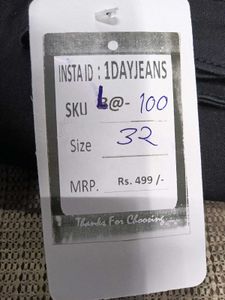 INSTA ID : 1DAYJEANS
SKU L@- 100
Size 32
MRP. Rs. 499 /-
Thanks For Choosing....